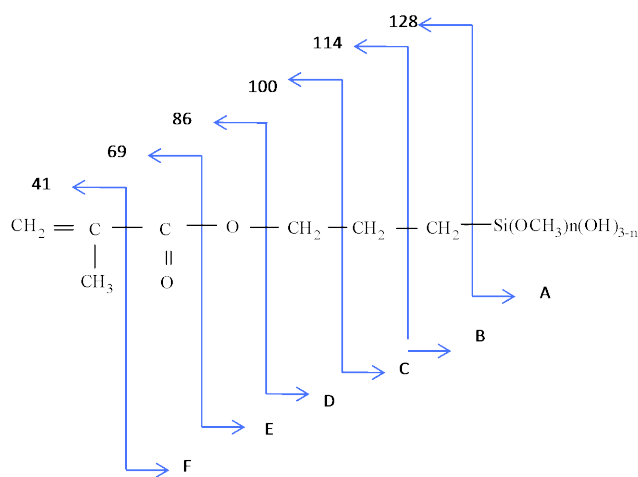 128
114
100
86
69
41
CH₂ = C — C — O — CH₂ — CH₂ — CH₂ — Si(OCH₃)n(OH)₃₋ₙ
CH₃ O
A
B
C
D
E
F